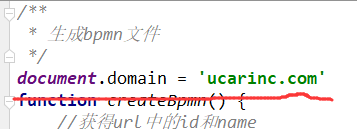 /**
 * 生成bpmn文件
 */
document.domain = 'ucarinc.com'
function createBpmn() {
    //获得url中的id和name